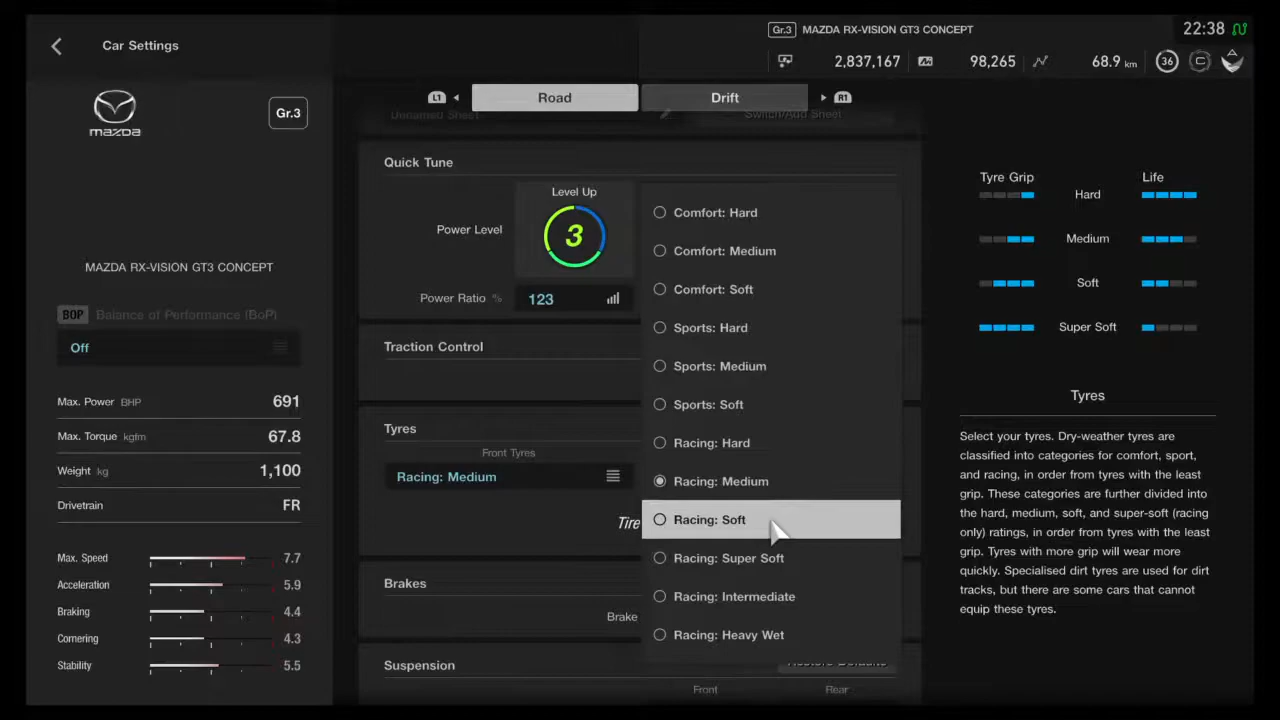 Car Settings
Gr.3 MAZDA RX-VISION GT3 CONCEPT
22:38
2,837,167
98,265
68.9 km
36
C
L1 Road Drift R1
mazda
Gr.3
Unnamed Sheet
Switch/Add Sheet
Quick Tune
Level Up
Power Level
3
Power Ratio %
123
Traction Control
Tyres
Front Tyres
Racing: Medium
Tire
Brakes
Brake
Suspension
Restore Defaults
Front
Rear
MAZDA RX-VISION GT3 CONCEPT
BOP Balance of Performance (BoP)
Off
Max. Power BHP 691
Max. Torque kgfm 67.8
Weight kg 1,100
Drivetrain FR
Max. Speed 7.7
Acceleration 5.9
Braking 4.4
Cornering 4.3
Stability 5.5
Comfort: Hard
Comfort: Medium
Comfort: Soft
Sports: Hard
Sports: Medium
Sports: Soft
Racing: Hard
Racing: Medium
Racing: Soft
Racing: Super Soft
Racing: Intermediate
Racing: Heavy Wet
Tyre Grip Life
Hard
Medium
Soft
Super Soft
Tyres
Select your tyres. Dry-weather tyres are
classified into categories for comfort, sport,
and racing, in order from tyres with the least
grip. These categories are further divided into
the hard, medium, soft, and super-soft (racing
only) ratings, in order from tyres with the least
grip. Tyres with more grip will wear more
quickly. Specialised dirt tyres are used for dirt
tracks, but there are some cars that cannot
equip these tyres.